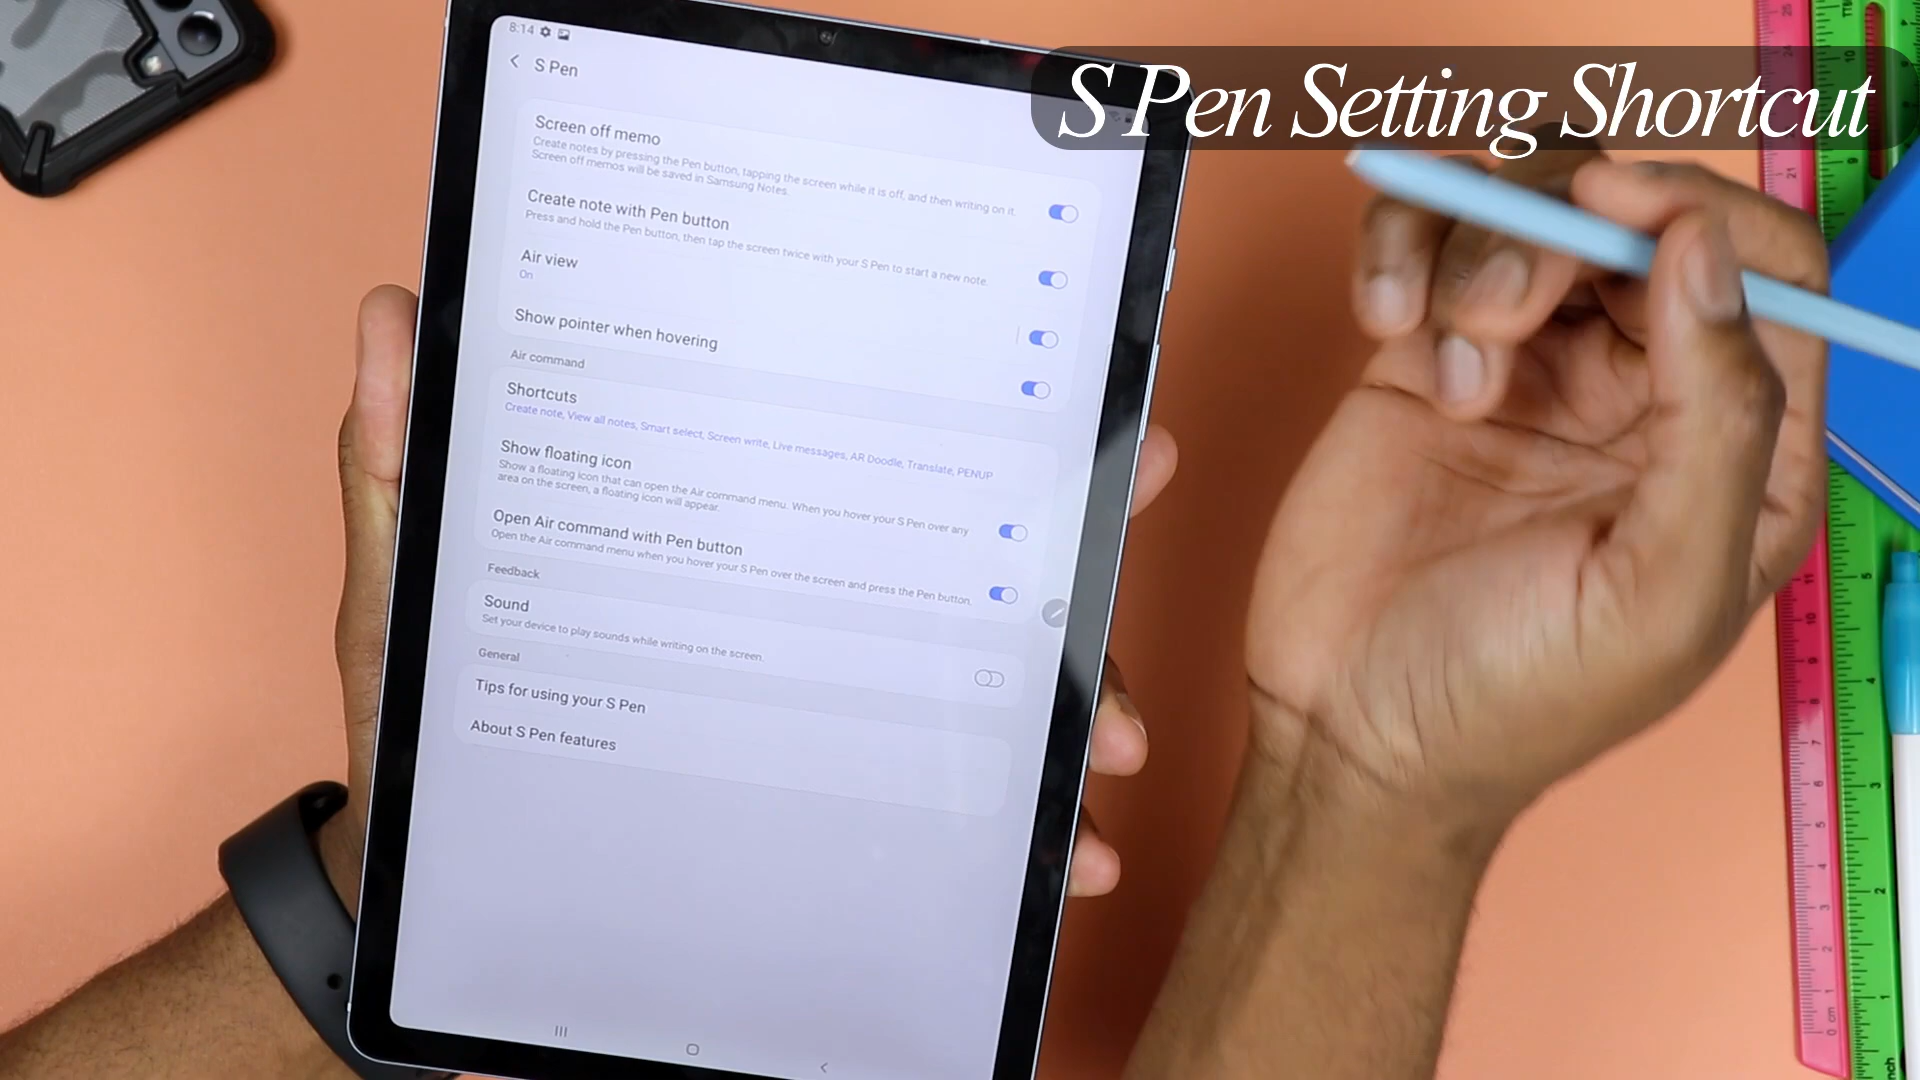 S Pen Setting Shortcut
8:14
S Pen
Screen off memo
Create notes by pressing the Pen button, tapping the screen while it is off, and then writing on it.
Screen off memos will be saved in Samsung Notes.
Create note with Pen button
Press and hold the Pen button, then tap the screen twice with your S Pen to start a new note.
Air view
On
Show pointer when hovering
Air command
Shortcuts
Create note, View all notes, Smart select, Screen write, Live messages, AR Doodle, Translate, PENUP
Show floating icon
Show a floating icon that can open the Air command menu. When you hover your S Pen over any
area on the screen, a floating icon will appear.
Open Air command with Pen button
Open the Air command menu when you hover your S Pen over the screen and press the Pen button.
Feedback
Sound
Set your device to play sounds while writing on the screen.
General
Tips for using your S Pen
About S Pen features